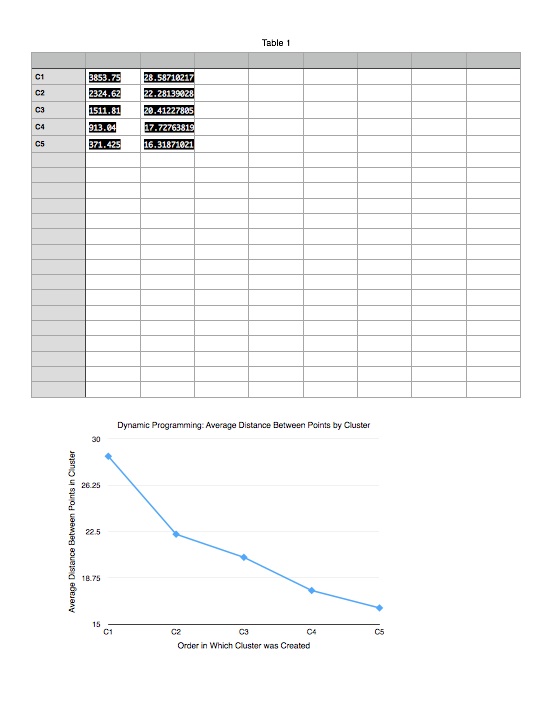 Table 1
C1 3853.75 28.58710217
C2 2324.62 22.28139028
C3 1511.81 20.41227805
C4 913.04 17.72763819
C5 371.425 16.31871021
Dynamic Programming: Average Distance Between Points by Cluster
Average Distance Between Points in Cluster
30
26.25
22.5
18.75
15
C1 C2 C3 C4 C5
Order in Which Cluster was Created